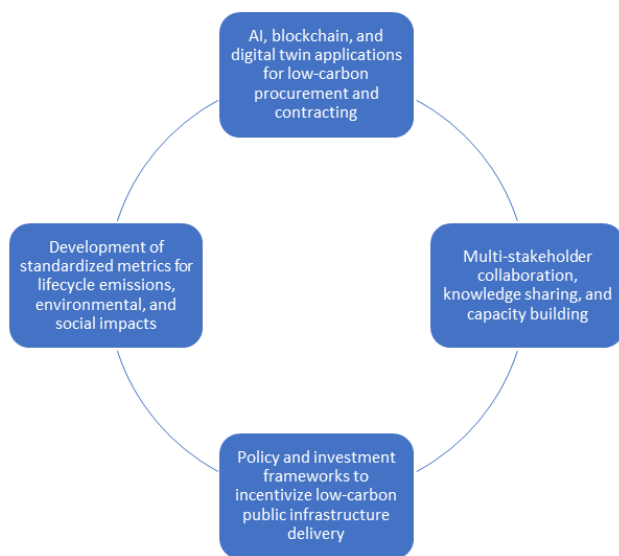 AI, blockchain, and
digital twin applications
for low-carbon
procurement and
contracting
Multi-stakeholder
collaboration,
knowledge sharing, and
capacity building
Policy and investment
frameworks to
incentivize low-carbon
public infrastructure
delivery
Development of
standardized metrics for
lifecycle emissions,
environmental, and
social impacts